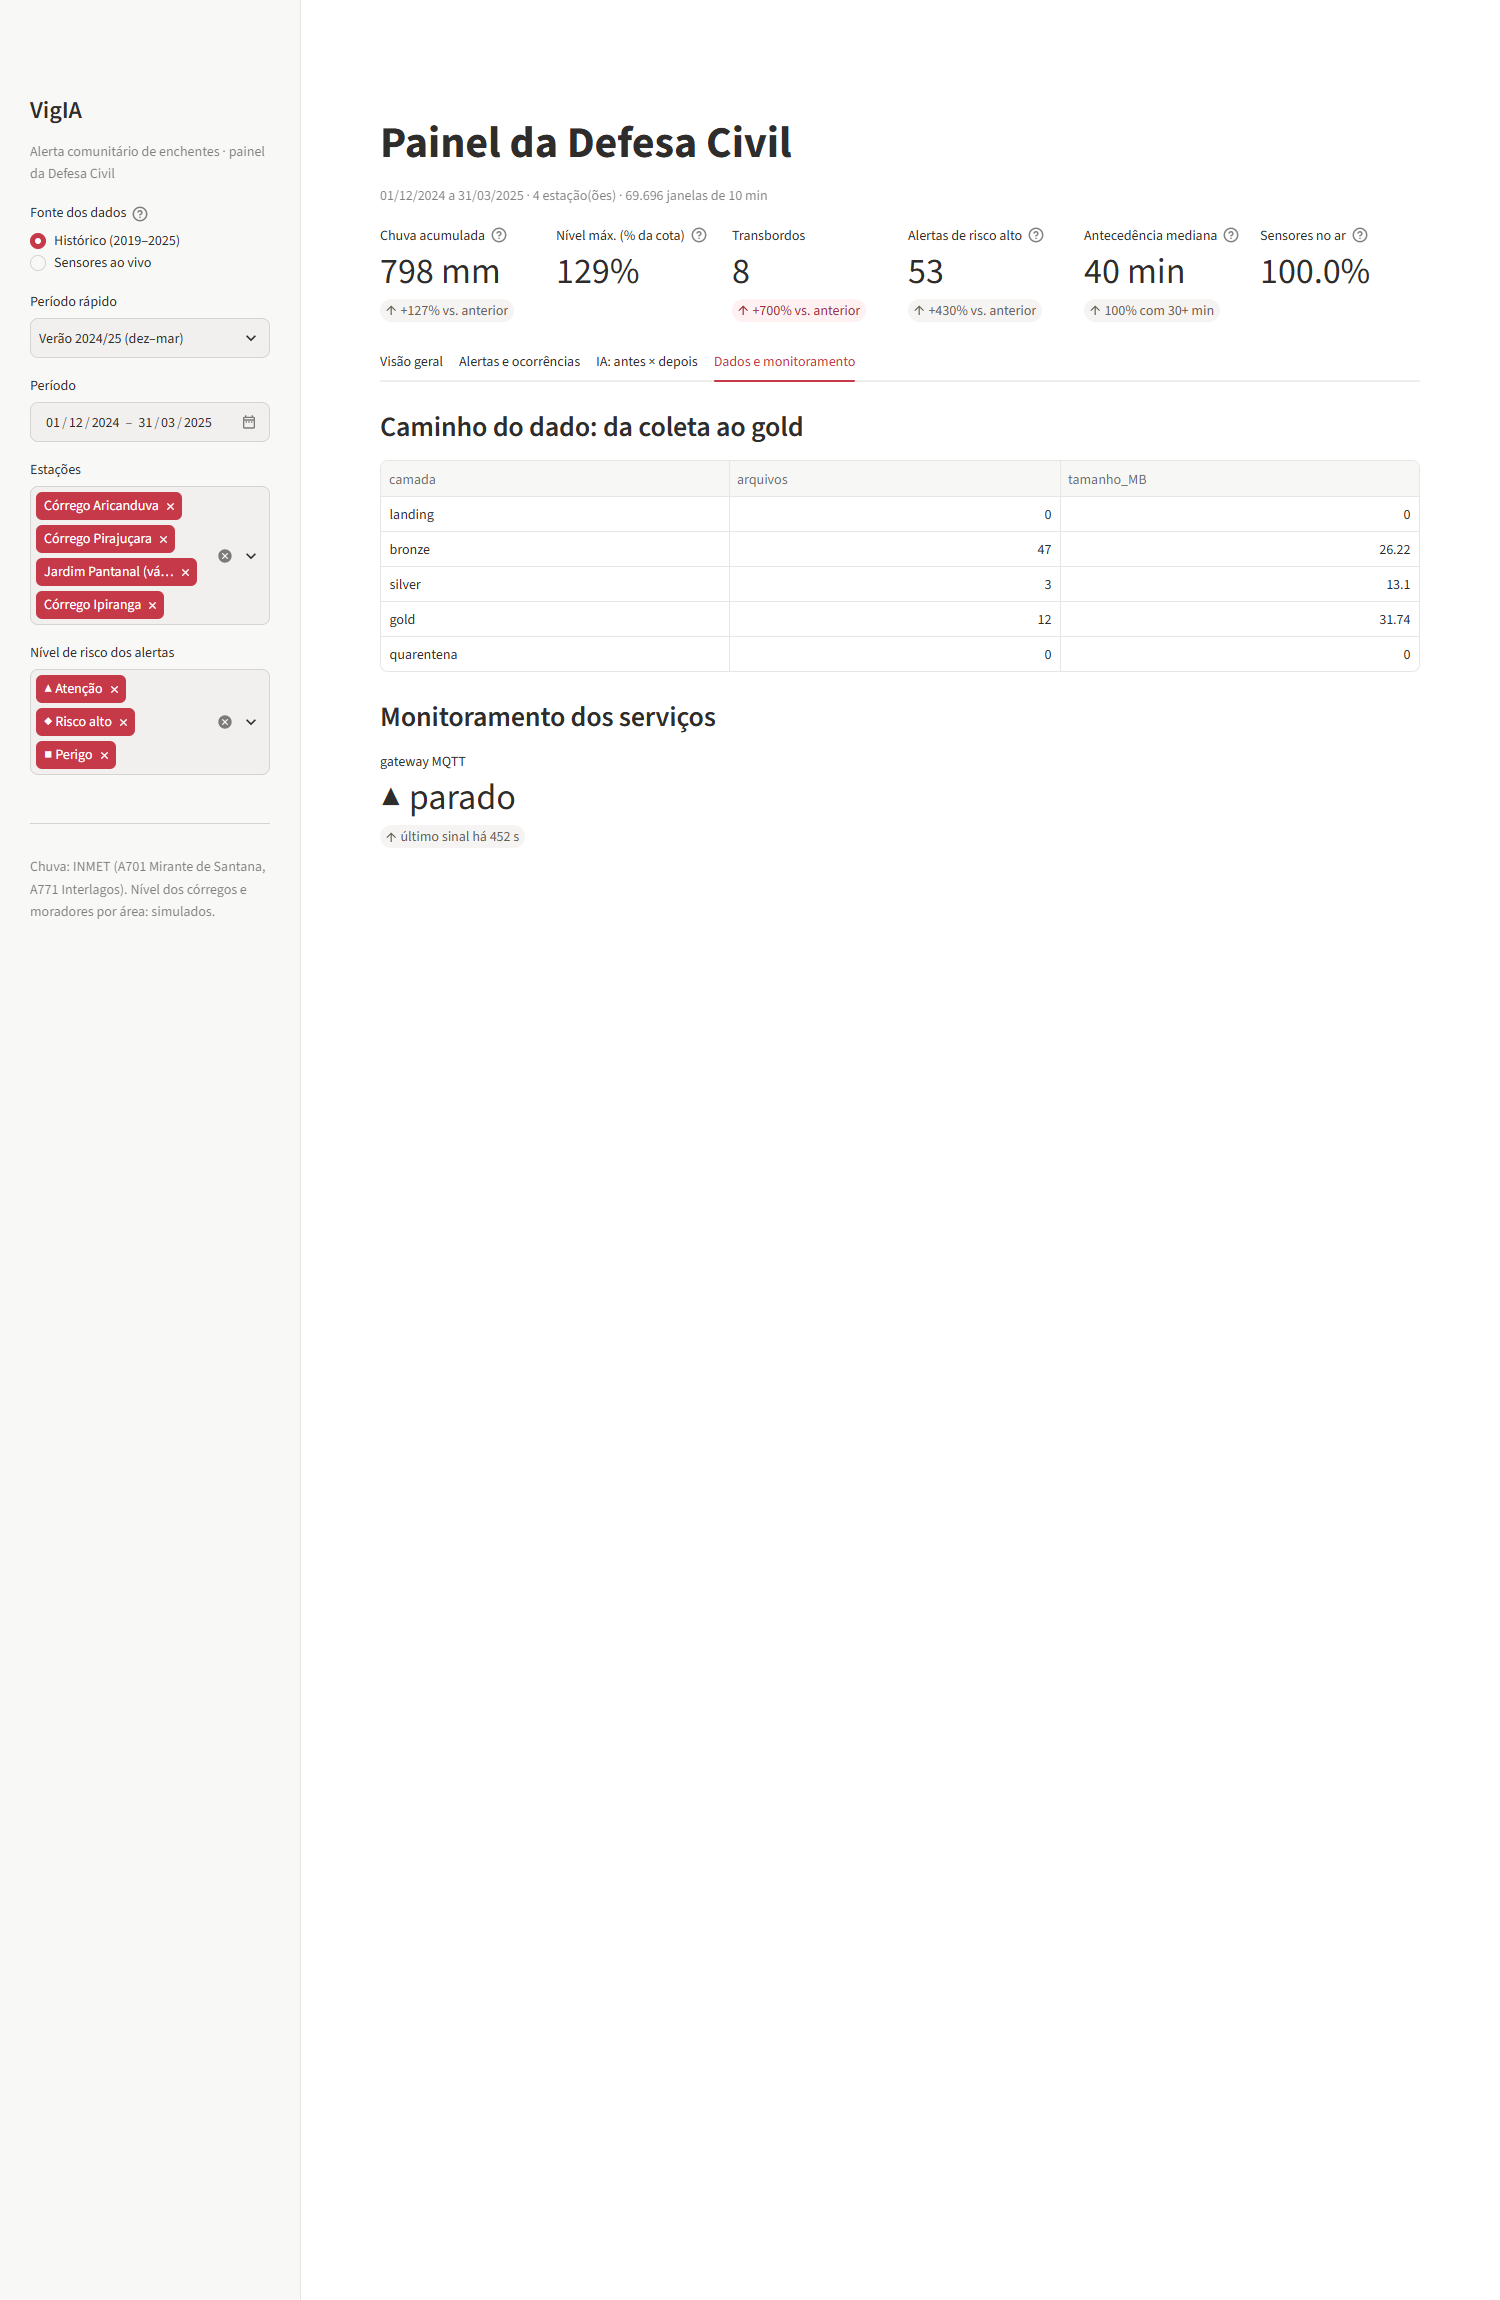 VigIA
Alerta comunitário de enchentes · painel
da Defesa Civil
Fonte dos dados
Histórico (2019–2025)
Sensores ao vivo
Período rápido
Verão 2024/25 (dez–mar)
Período
01 / 12 / 2024 – 31 / 03 / 2025
Estações
Córrego Aricanduva ×
Córrego Pirajuçara ×
Jardim Pantanal (vá... ×
Córrego Ipiranga ×
Nível de risco dos alertas
▲ Atenção ×
◆ Risco alto ×
■ Perigo ×
Chuva: INMET (A701 Mirante de Santana,
A771 Interlagos). Nível dos córregos e
moradores por área: simulados.
Painel da Defesa Civil
01/12/2024 a 31/03/2025 · 4 estação(ões) · 69.696 janelas de 10 min
Chuva acumulada
798 mm
↑ +127% vs. anterior
Nível máx. (% da cota)
129%
Transbordos
8
↑ +700% vs. anterior
Alertas de risco alto
53
↑ +430% vs. anterior
Antecedência mediana
40 min
↑ 100% com 30+ min
Sensores no ar
100.0%
Visão geral Alertas e ocorrências IA: antes × depois Dados e monitoramento
Caminho do dado: da coleta ao gold
camada arquivos tamanho_MB
landing 0 0
bronze 47 26.22
silver 3 13.1
gold 12 31.74
quarentena 0 0
Monitoramento dos serviços
gateway MQTT
▲ parado
↑ último sinal há 452 s